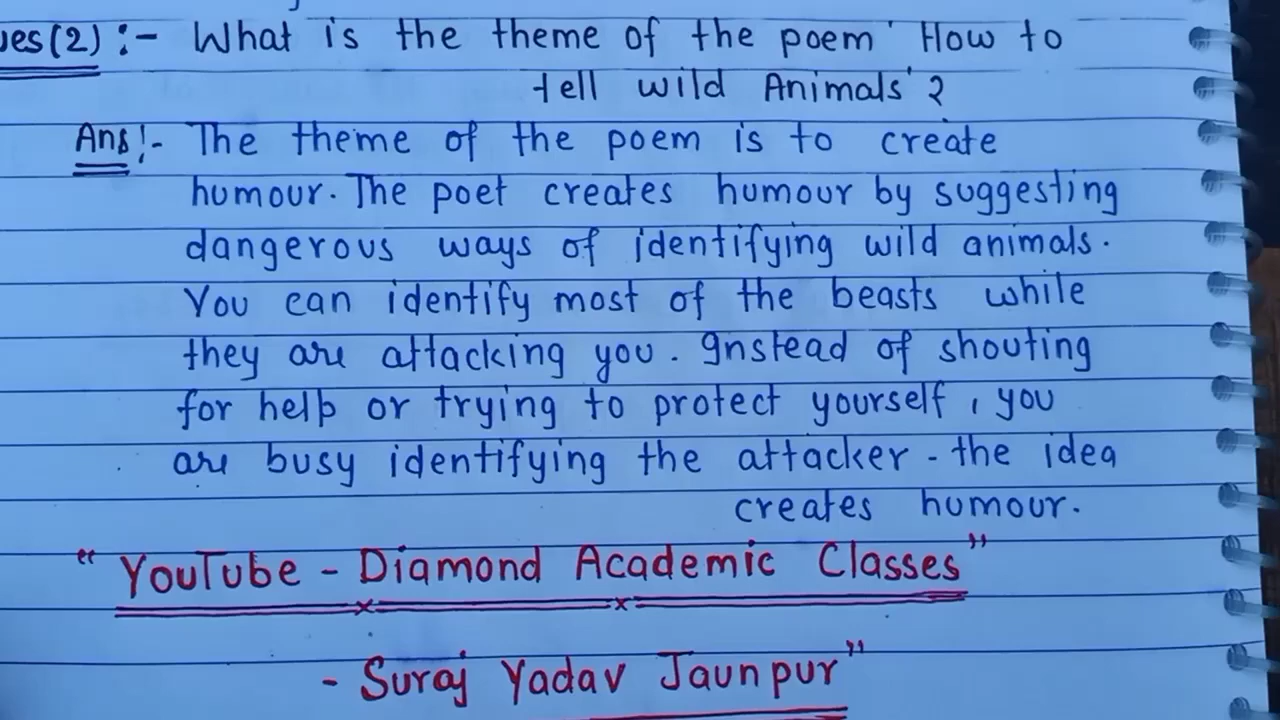 ues(2) :- What is the theme of the poem 'How to
tell wild Animals'?
Ans:- The theme of the poem is to create
humour. The poet creates humour by suggesting
dangerous ways of identifying wild animals.
You can identify most of the beasts while
they are attacking you. Instead of shouting
for help or trying to protect yourself, you
are busy identifying the attacker - the idea
creates humour.
"YouTube - Diamond Academic Classes"
- Suraj Yadav Jaunpur"